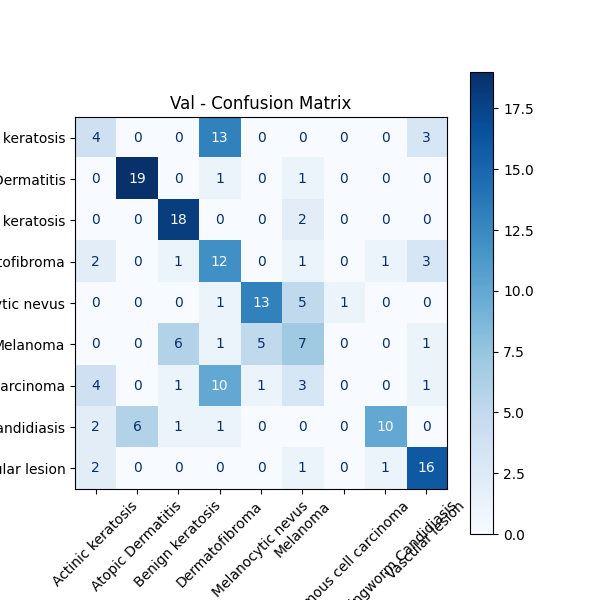 Val - Confusion Matrix
keratosis 4 0 0 13 0 0 0 0 3
Dermatitis 0 19 0 1 0 1 0 0 0
keratosis 0 0 18 0 0 2 0 0 0
tofibroma 2 0 1 12 0 1 0 1 3
ytic nevus 0 0 0 1 13 5 1 0 0
Melanoma 0 0 6 1 5 7 0 0 1
arcinoma 4 0 1 10 1 3 0 0 1
andidiasis 2 6 1 1 0 0 0 10 0
ular lesion 2 0 0 0 0 1 0 1 16
Actinic keratosis
Atopic Dermatitis
Benign keratosis
Dermatofibroma
Melanocytic nevus
Melanoma
mous cell carcinoma
ngworm Candidiasis
Vascular lesion
17.5
15.0
12.5
10.0
7.5
5.0
2.5
0.0